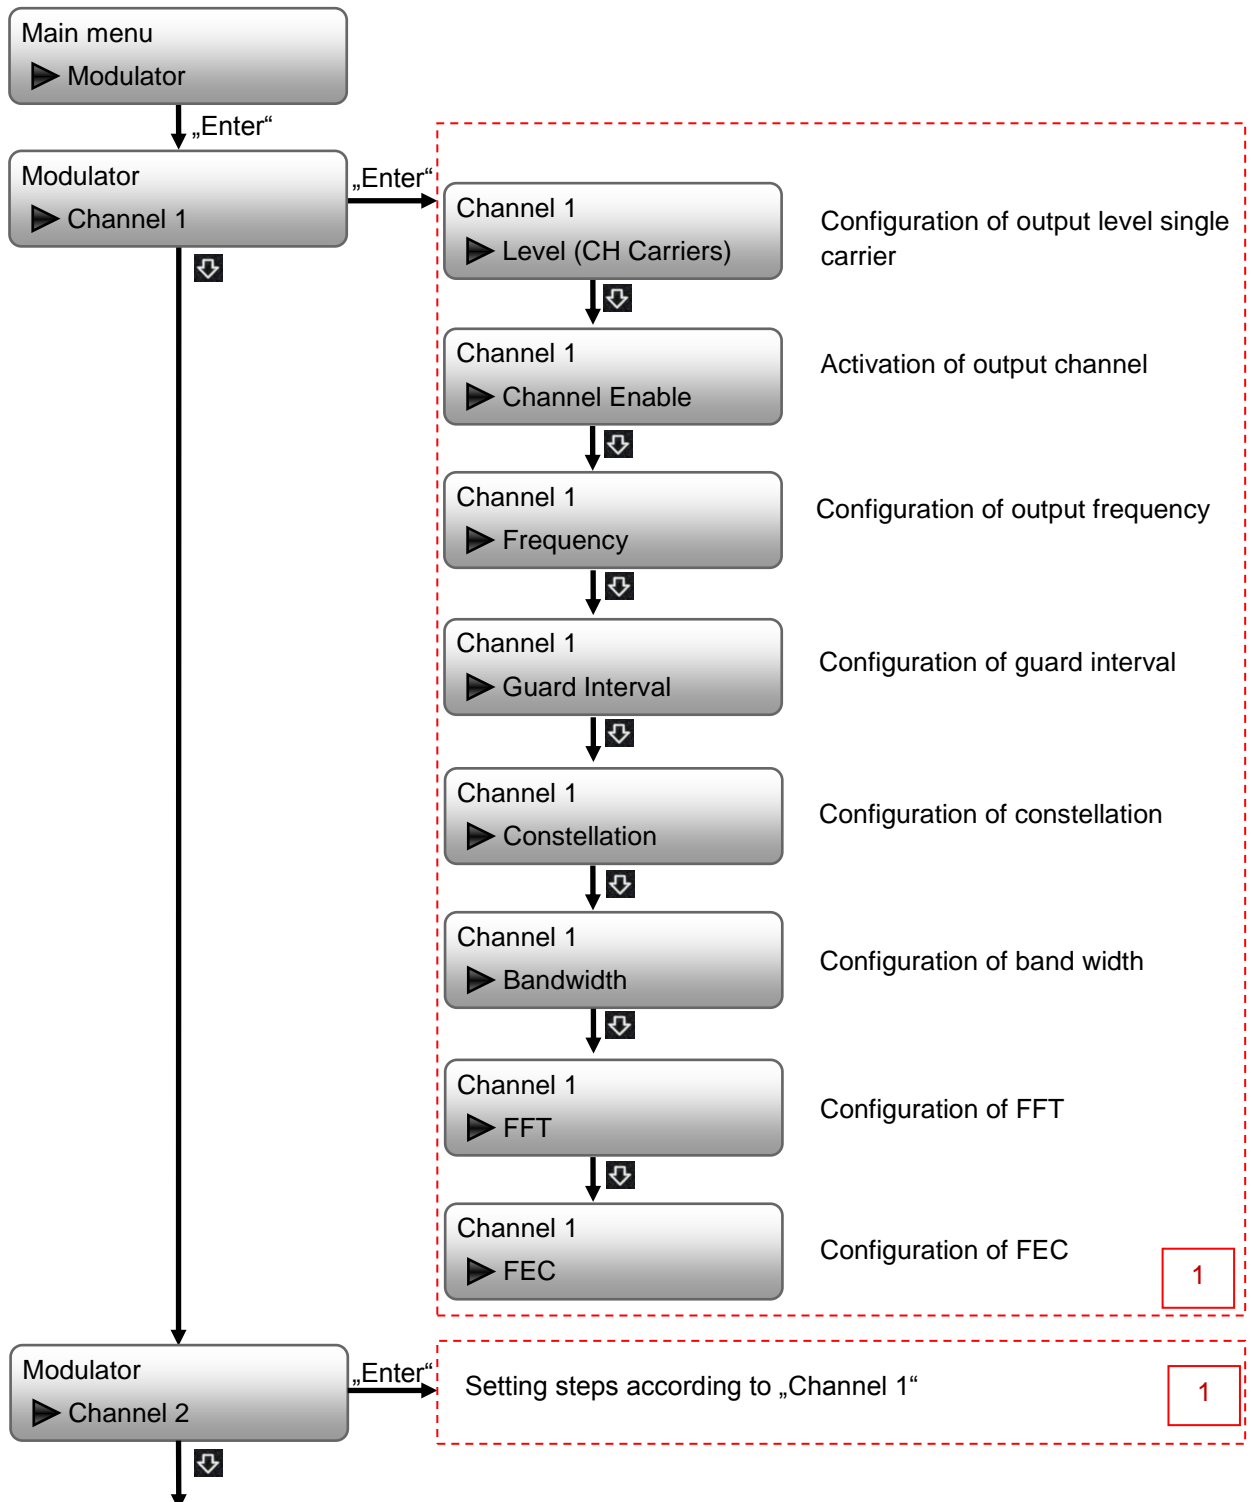 Main menu
Modulator
„Enter“
Modulator
Channel 1
„Enter“
Channel 1
Level (CH Carriers)
Configuration of output level single
carrier
Channel 1
Channel Enable
Activation of output channel
Channel 1
Frequency
Configuration of output frequency
Channel 1
Guard Interval
Configuration of guard interval
Channel 1
Constellation
Configuration of constellation
Channel 1
Bandwidth
Configuration of band width
Channel 1
FFT
Configuration of FFT
Channel 1
FEC
Configuration of FEC
1
Modulator
Channel 2
„Enter“
Setting steps according to „Channel 1“
1